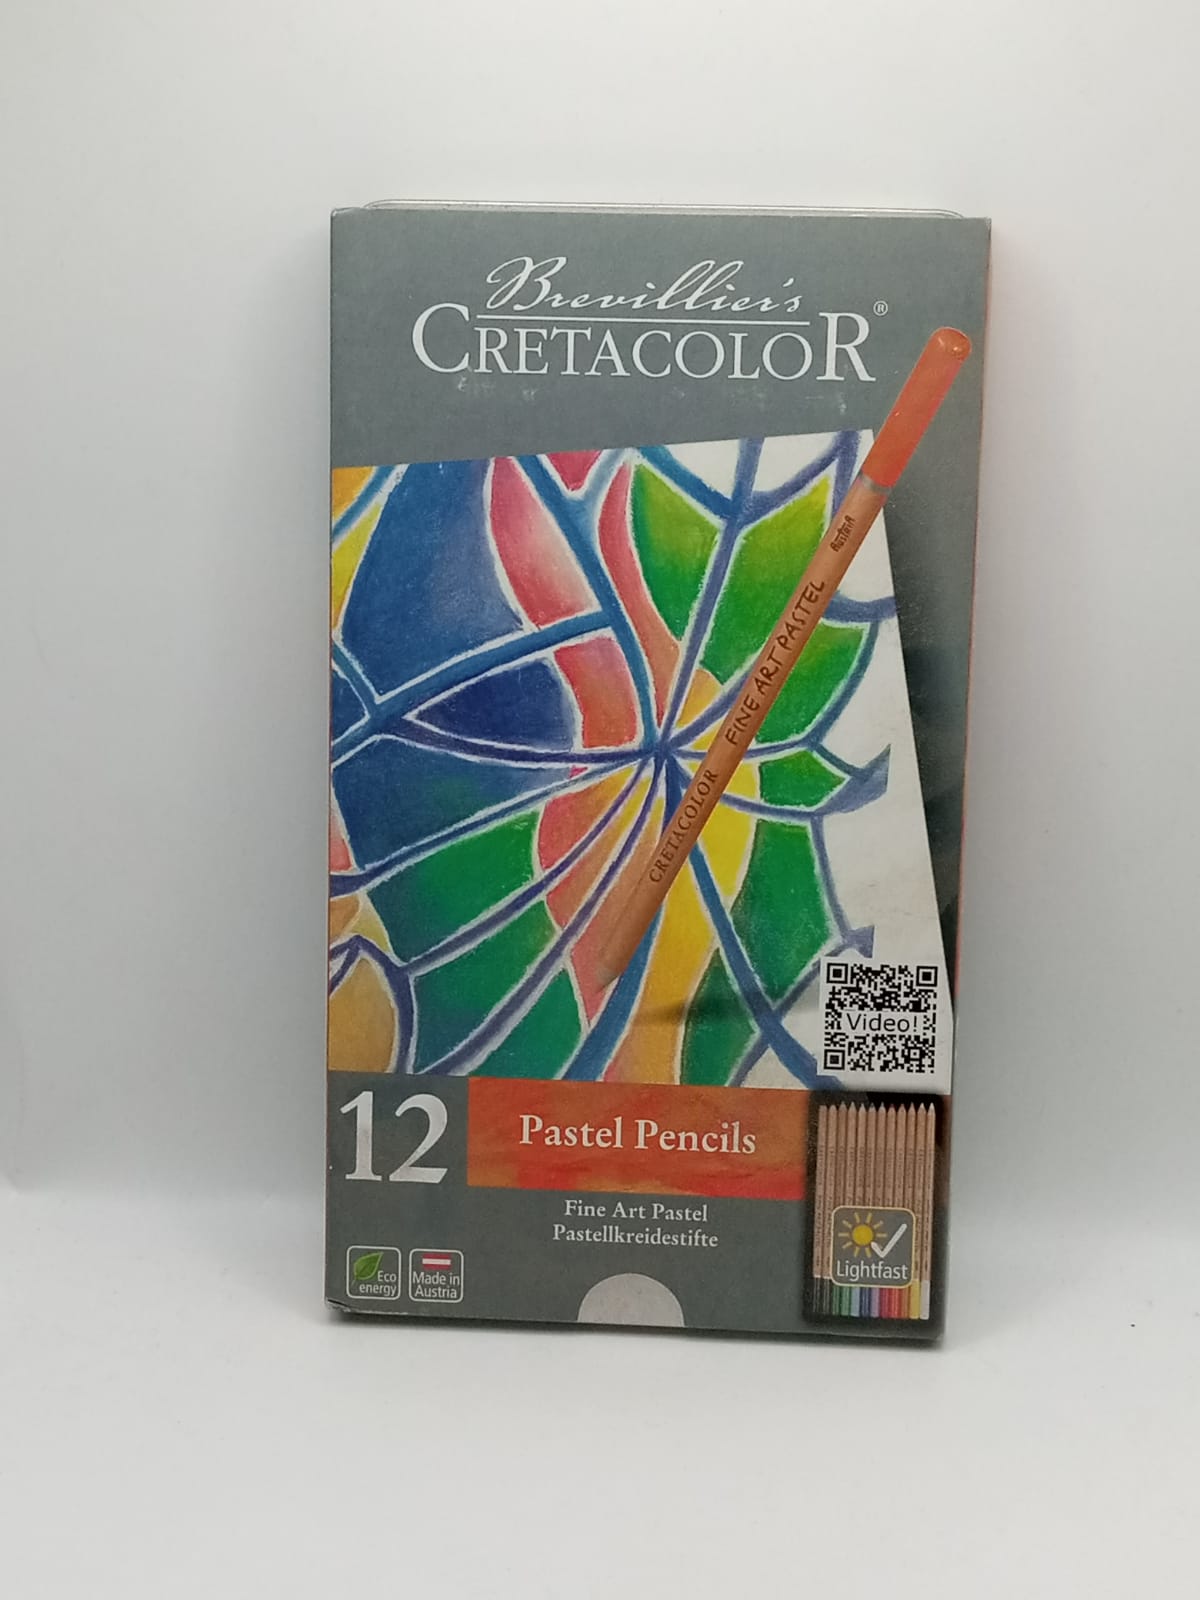 Brevillier's
CRETACOLOR®
CRETACOLOR FINE ART PASTEL AUSTRIA
Video!
12
Pastel Pencils
Fine Art Pastel
Pastellkreidestifte
Eco
energy
Made in
Austria
Lightfast